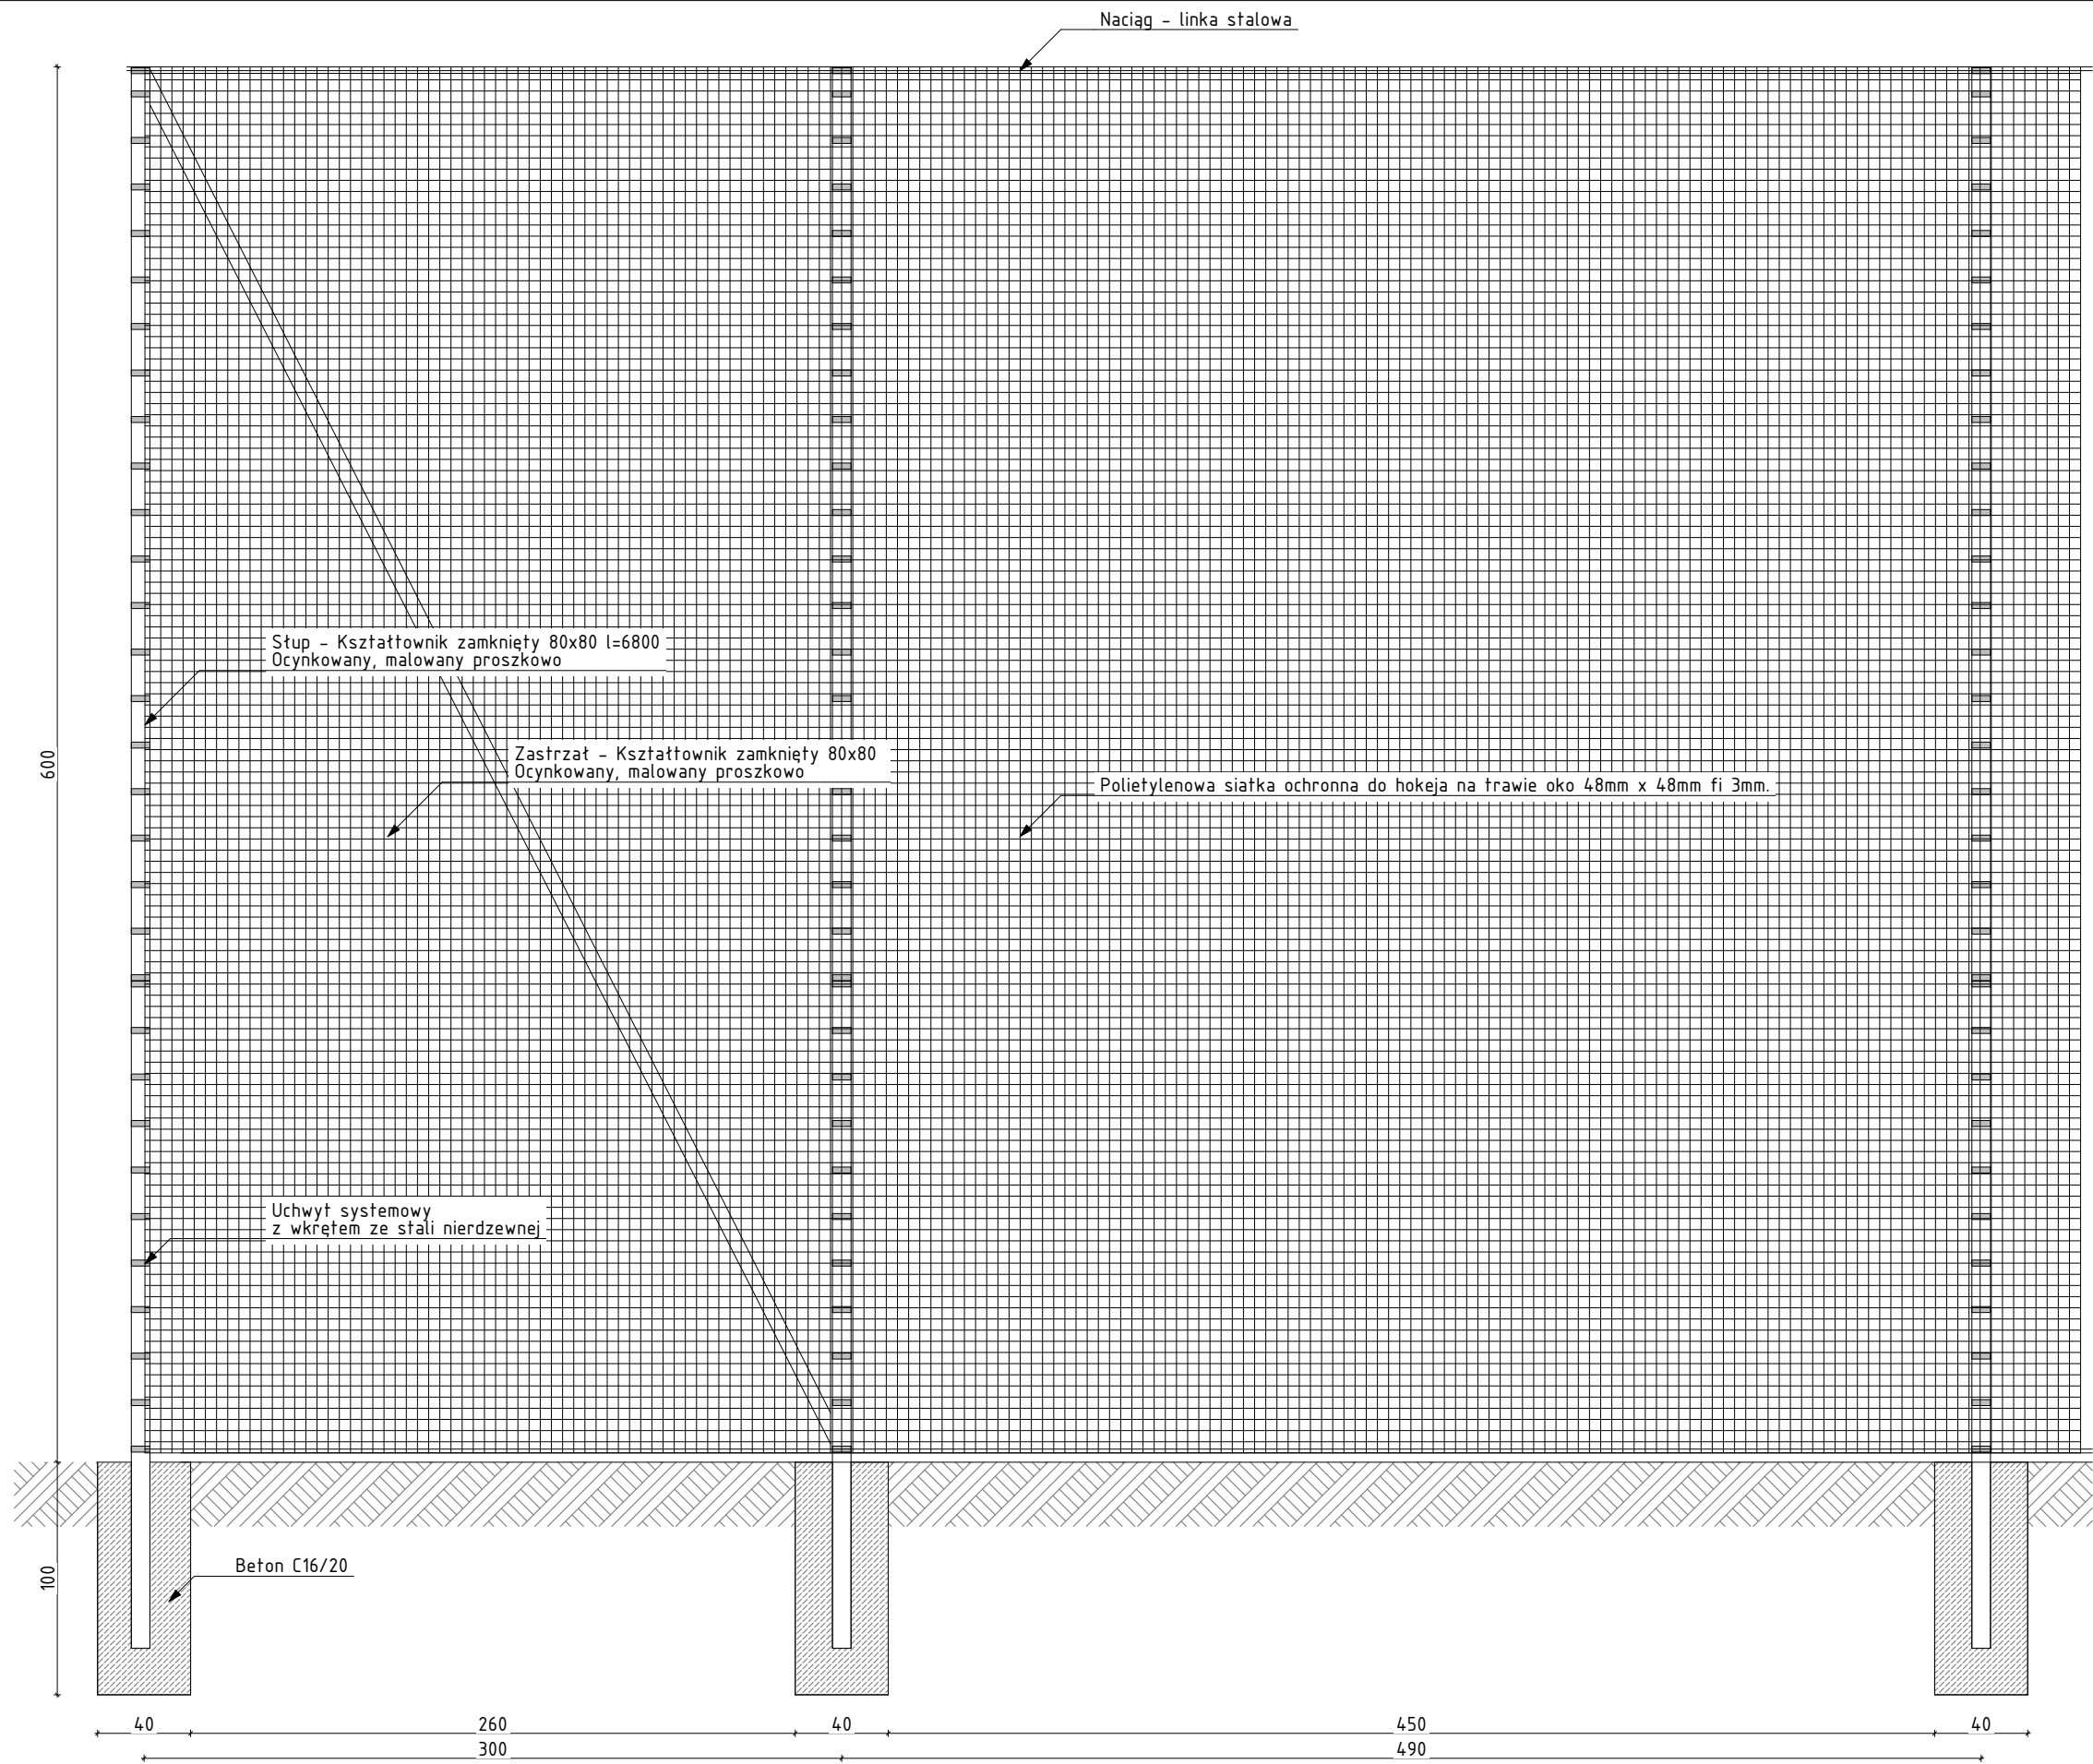 Naciąg - linka stalowa
Słup - Kształtownik zamknięty 80x80 l=6800
Ocynkowany, malowany proszkowo
Zastrzał - Kształtownik zamknięty 80x80
Ocynkowany, malowany proszkowo
600
Polietylenowa siatka ochronna do hokeja na trawie oko 48mm x 48mm fi 3mm.
Uchwyt systemowy
z wkrętem ze stali nierdzewnej
Beton C16/20
100
40 260 40 450 40
300 490